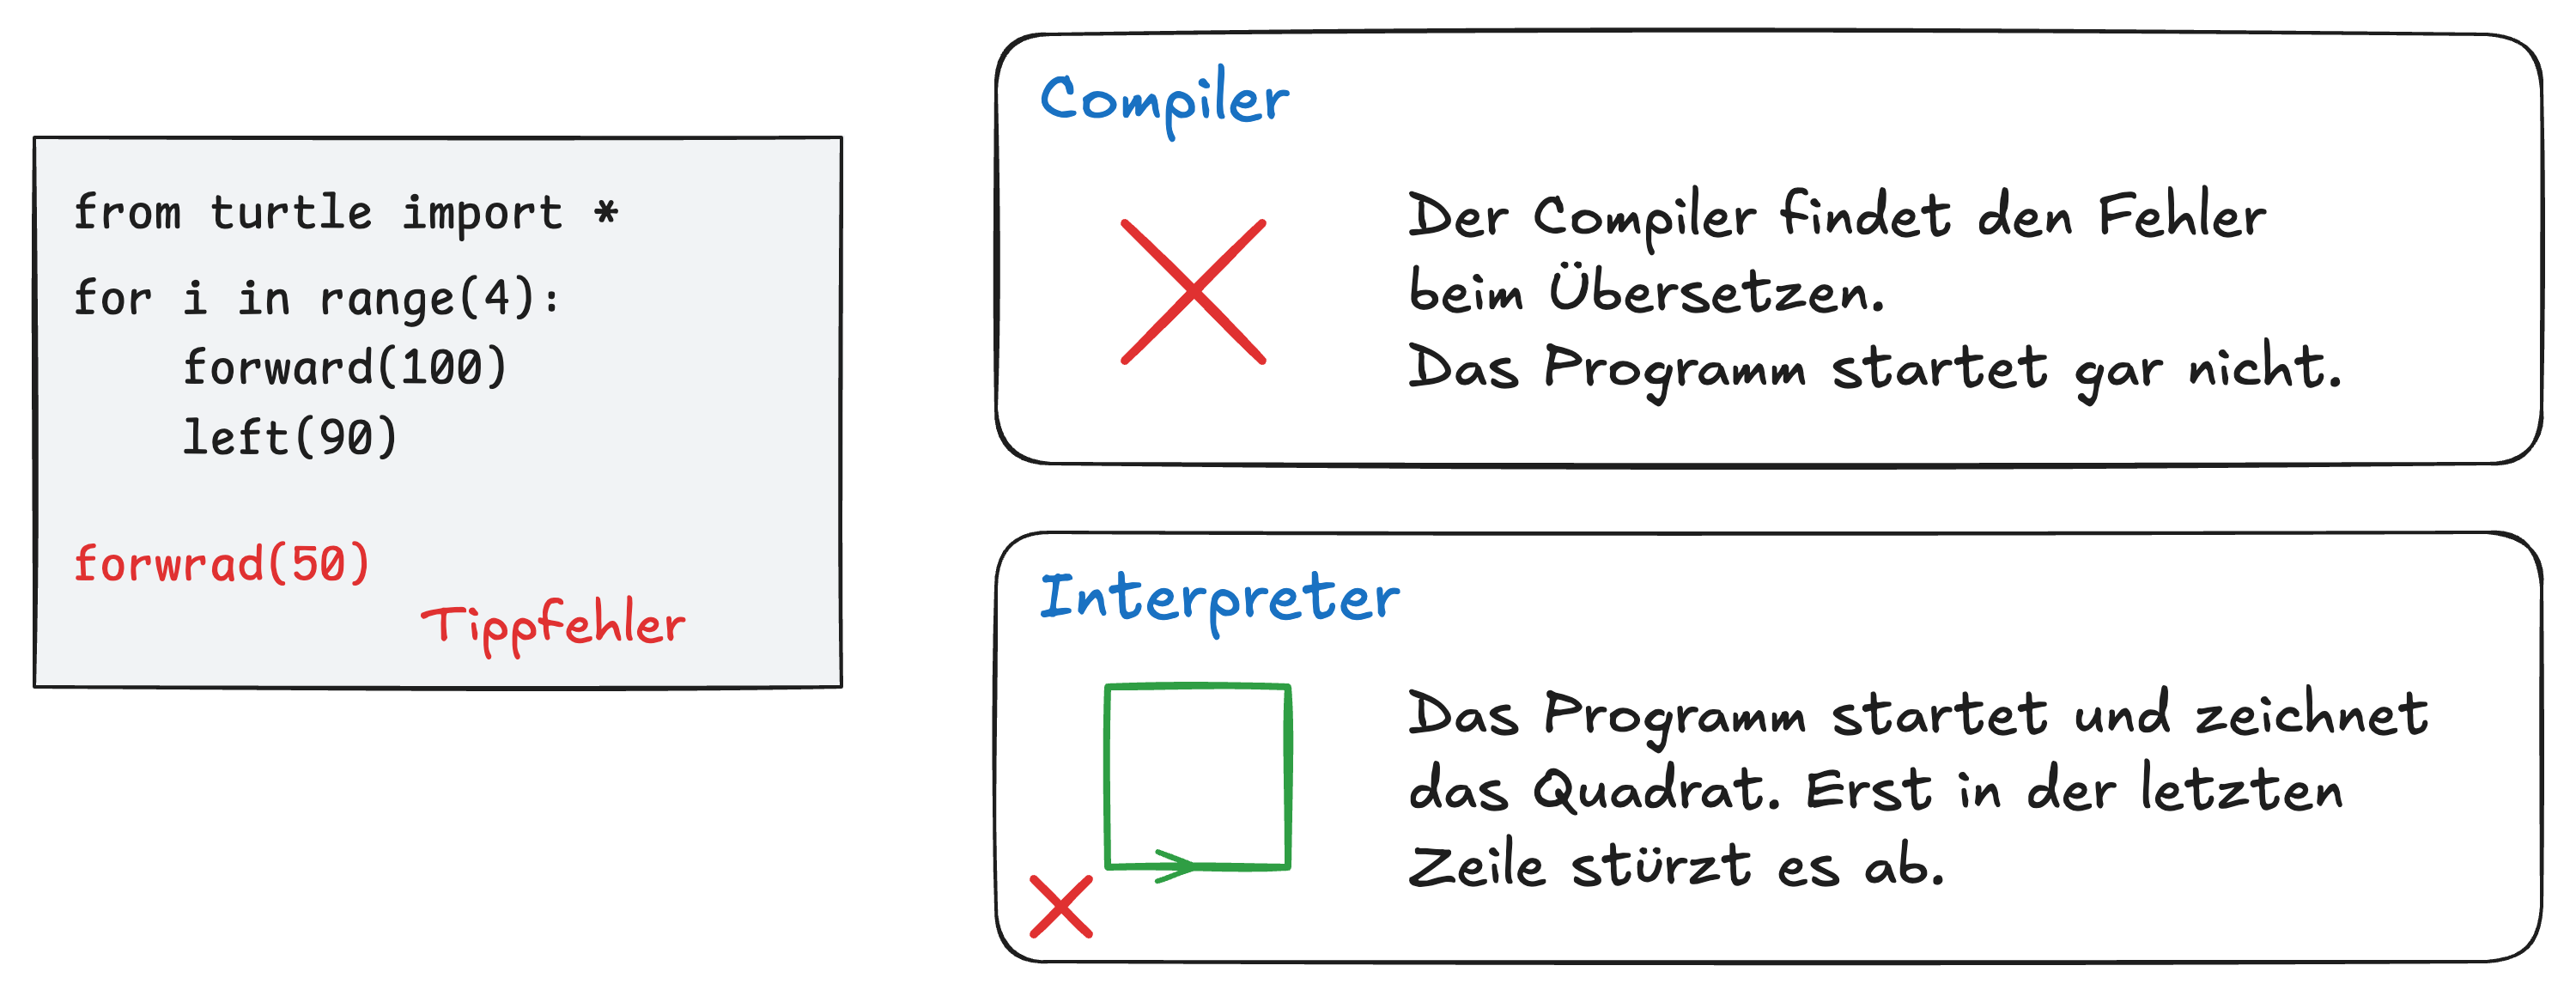 from turtle import *
for i in range(4):
    forward(100)
    left(90)
forwrad(50)
Tippfehler
Compiler
Der Compiler findet den Fehler
beim Übersetzen.
Das Programm startet gar nicht.
Interpreter
Das Programm startet und zeichnet
das Quadrat. Erst in der letzten
Zeile stürzt es ab.